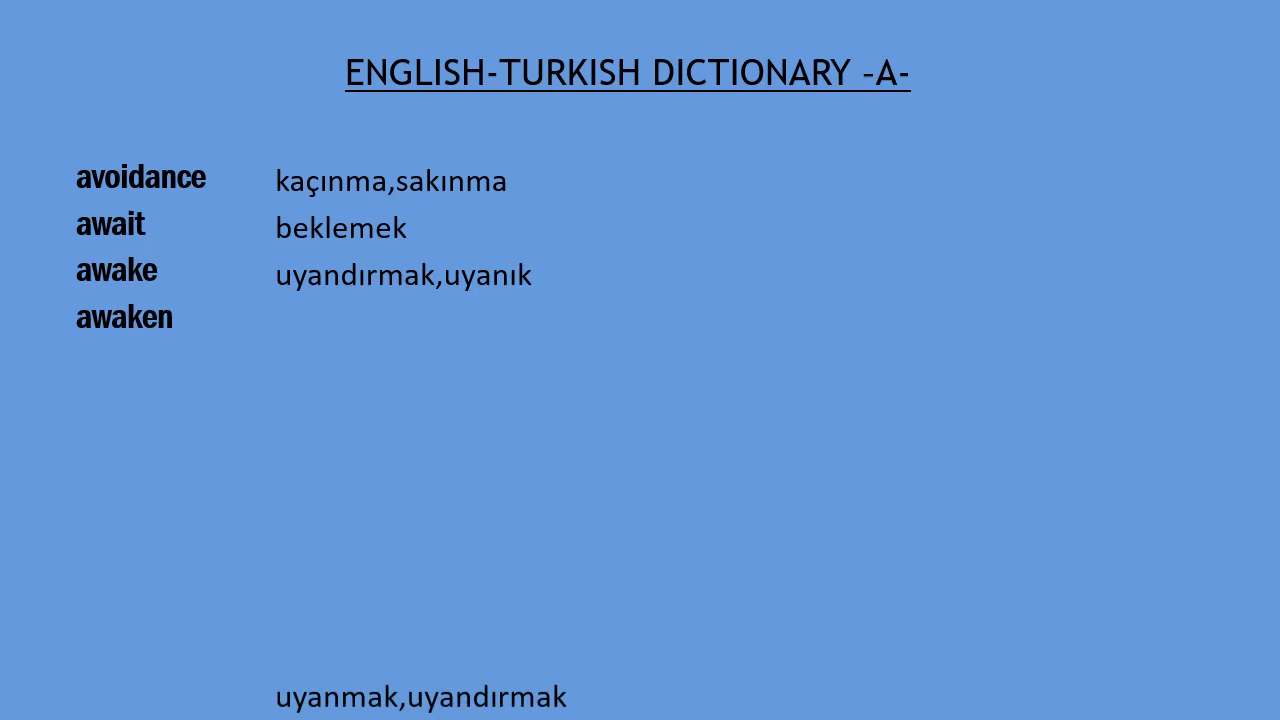 ENGLISH-TURKISH DICTIONARY –A-
avoidance kaçınma,sakınma
await beklemek
awake uyandırmak,uyanık
awaken
uyanmak,uyandırmak